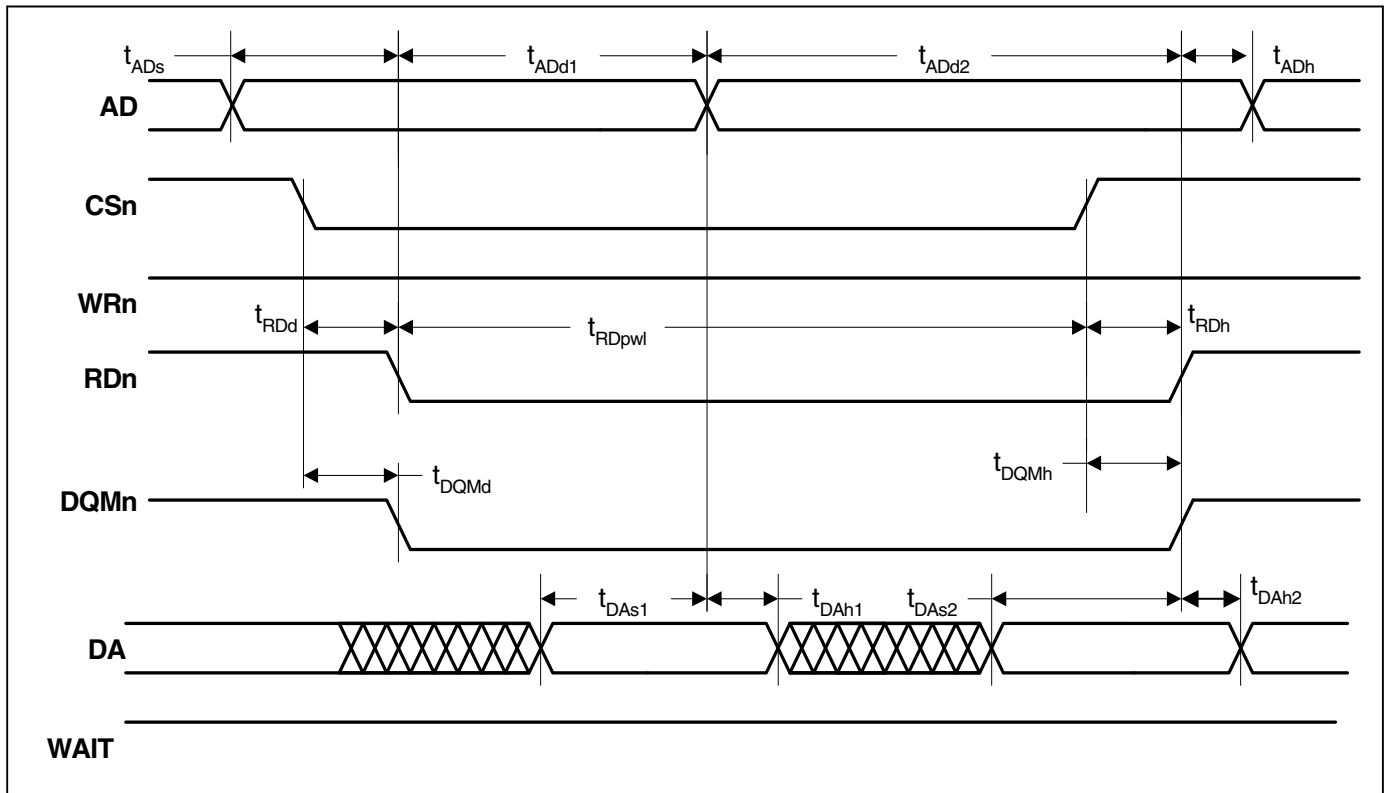 tADs tADd1 tADd2 tADh
AD
CSn
WRn
tRDd tRDpwl tRDh
RDn
tDQMd tDQMh
DQMn
tDAs1 tDAh1 tDAs2 tDAh2
DA
WAIT